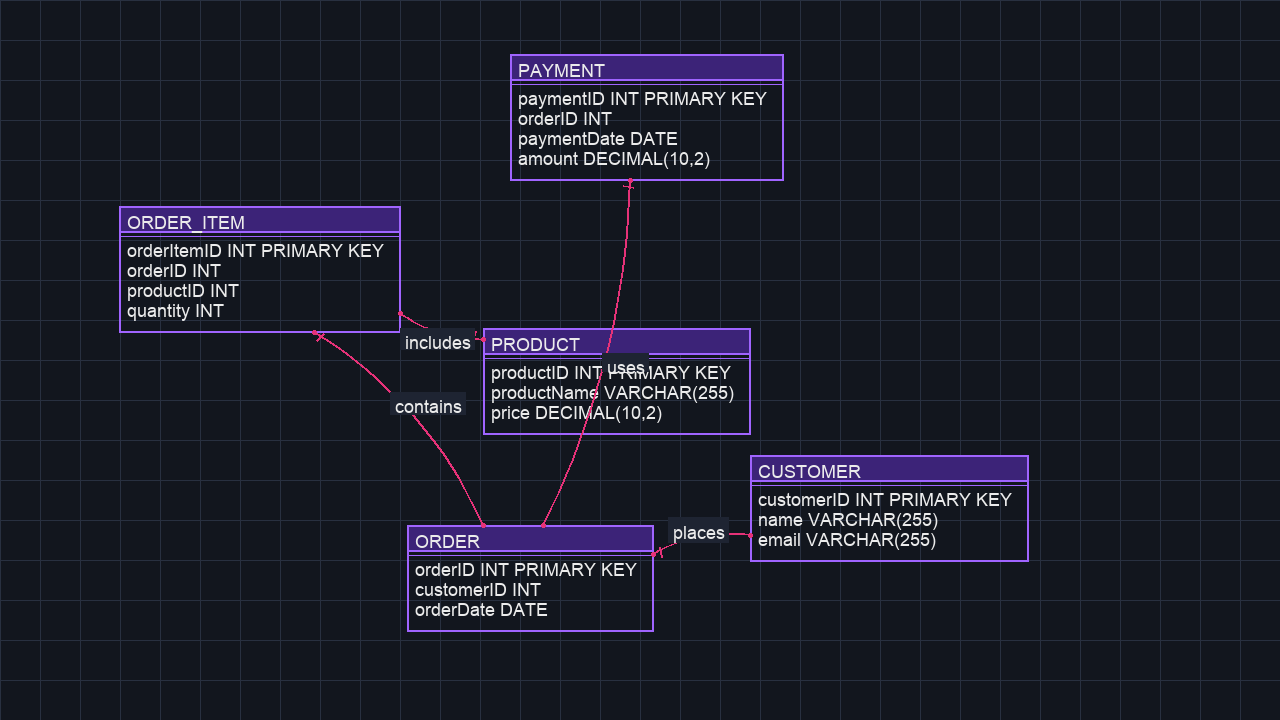 PAYMENT
paymentID INT PRIMARY KEY
orderID INT
paymentDate DATE
amount DECIMAL(10,2)
ORDER_ITEM
orderItemID INT PRIMARY KEY
orderID INT
productID INT
quantity INT
includes
PRODUCT
productID INT PRIMARY KEY
productName VARCHAR(255)
price DECIMAL(10,2)
uses
contains
CUSTOMER
customerID INT PRIMARY KEY
name VARCHAR(255)
email VARCHAR(255)
places
ORDER
orderID INT PRIMARY KEY
customerID INT
orderDate DATE